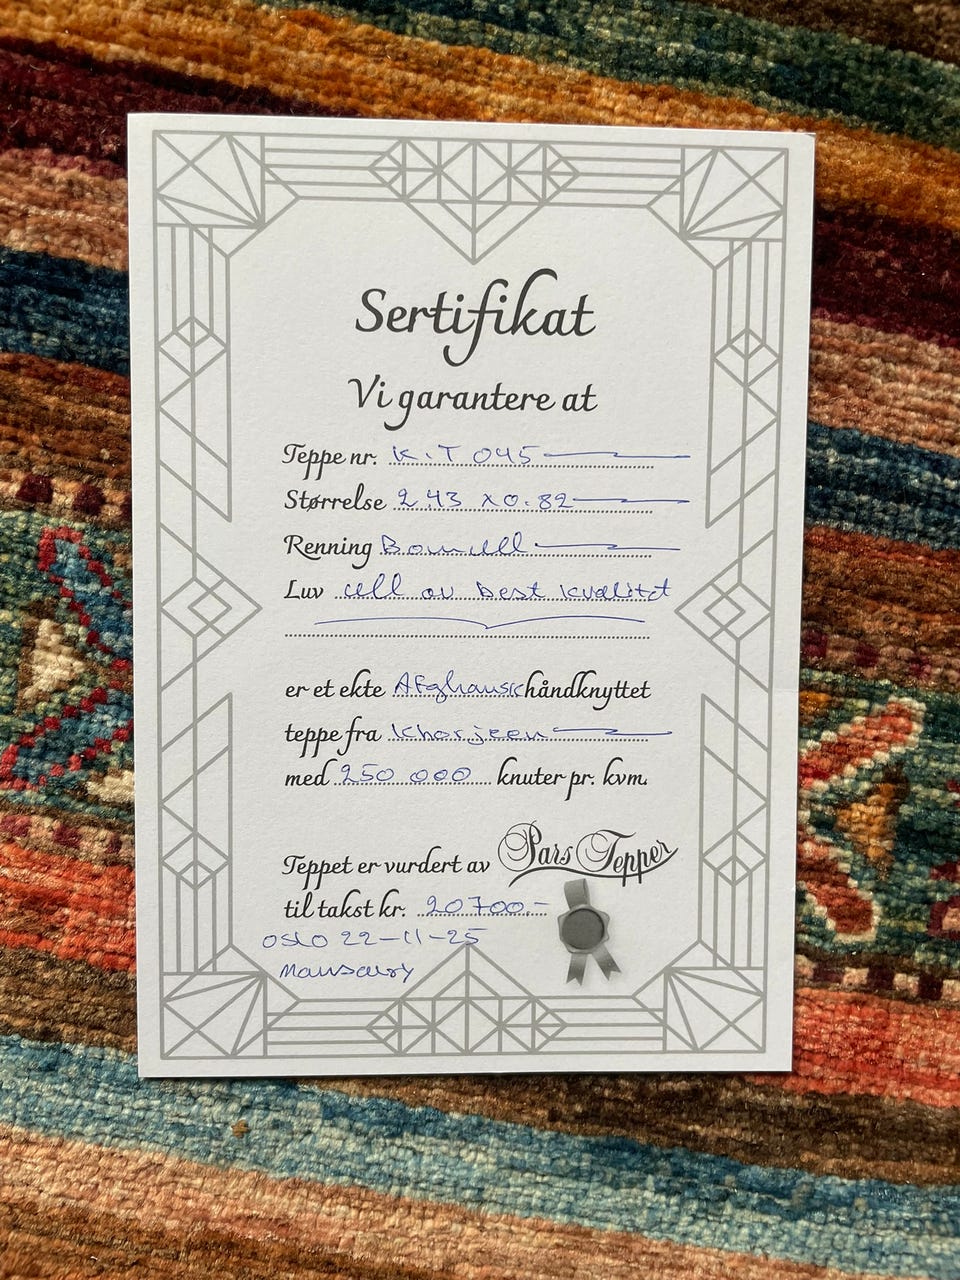 Sertifikat
Vi garantere at
Teppe nr. K.T 045
Størrelse 2.43 x 0.82
Renning Bomull
Luv ull av best kvalitet
er et ekte Afghansk håndknyttet
teppe fra Khorjeen
med 250 000 knuter pr. kvm.
Teppet er vurdert av Pars Tepper
til takst kr. 20700,-
Oslo 22-11-25